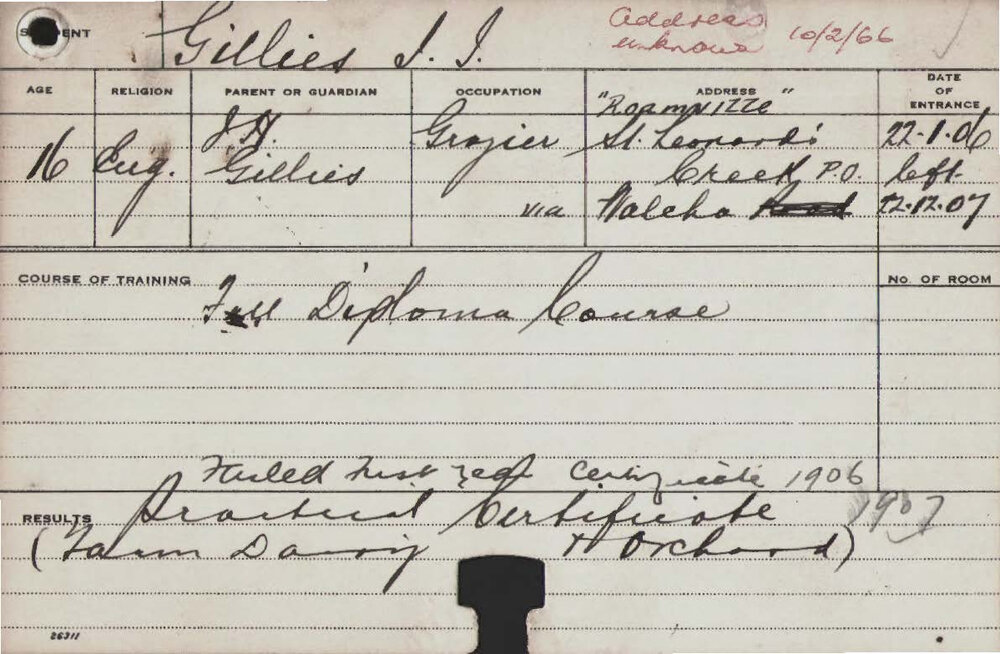 STUDENT Gillies J. J. Address unknown 10/2/66
AGE RELIGION PARENT OR GUARDIAN OCCUPATION ADDRESS DATE OF ENTRANCE
16 Eng. J. H. Gillies Grazier
St. Leonard's
Creek P.O.
via Walcha
22-1-06
left
22-12-07
COURSE OF TRAINING No. OF ROOM
Full Diploma Course
Failed First Year Certificate 1906
RESULTS Practical Certificate 1907
(Farm Dairy & Orchard)
26311